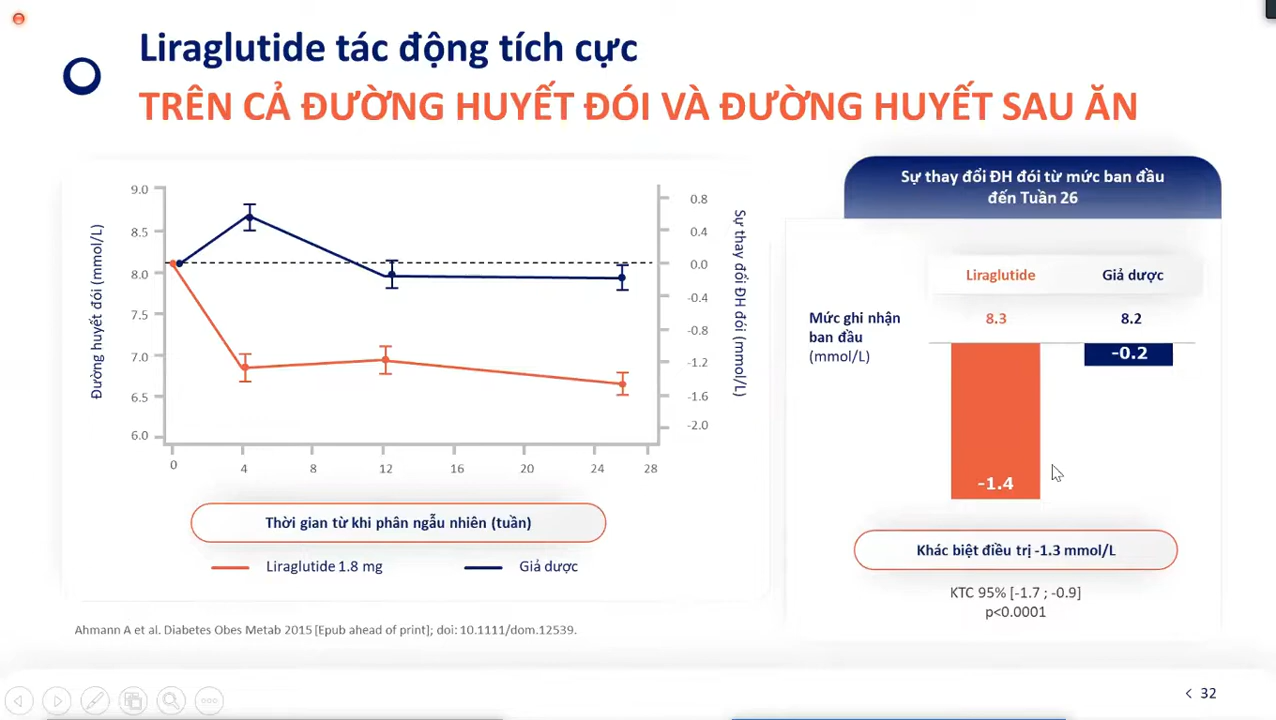 Liraglutide tác động tích cực
TRÊN CẢ ĐƯỜNG HUYẾT ĐÓI VÀ ĐƯỜNG HUYẾT SAU ĂN
Đường huyết đói (mmol/L)
9.0
8.5
8.0
7.5
7.0
6.5
6.0
0
4
8
12
16
20
24
28
0.8
0.4
0.0
-0.4
-0.8
-1.2
-1.6
-2.0
Sự thay đổi ĐH đói (mmol/L)
Thời gian từ khi phân ngẫu nhiên (tuần)
Liraglutide 1.8 mg
Giả dược
Sự thay đổi ĐH đói từ mức ban đầu
đến Tuần 26
Liraglutide
Giả dược
Mức ghi nhận
ban đầu
(mmol/L)
8.3
8.2
-0.2
-1.4
Khác biệt điều trị -1.3 mmol/L
KTC 95% [-1.7 ; -0.9]
p<0.0001
Ahmann A et al. Diabetes Obes Metab 2015 [Epub ahead of print]; doi: 10.1111/dom.12539.
< 32